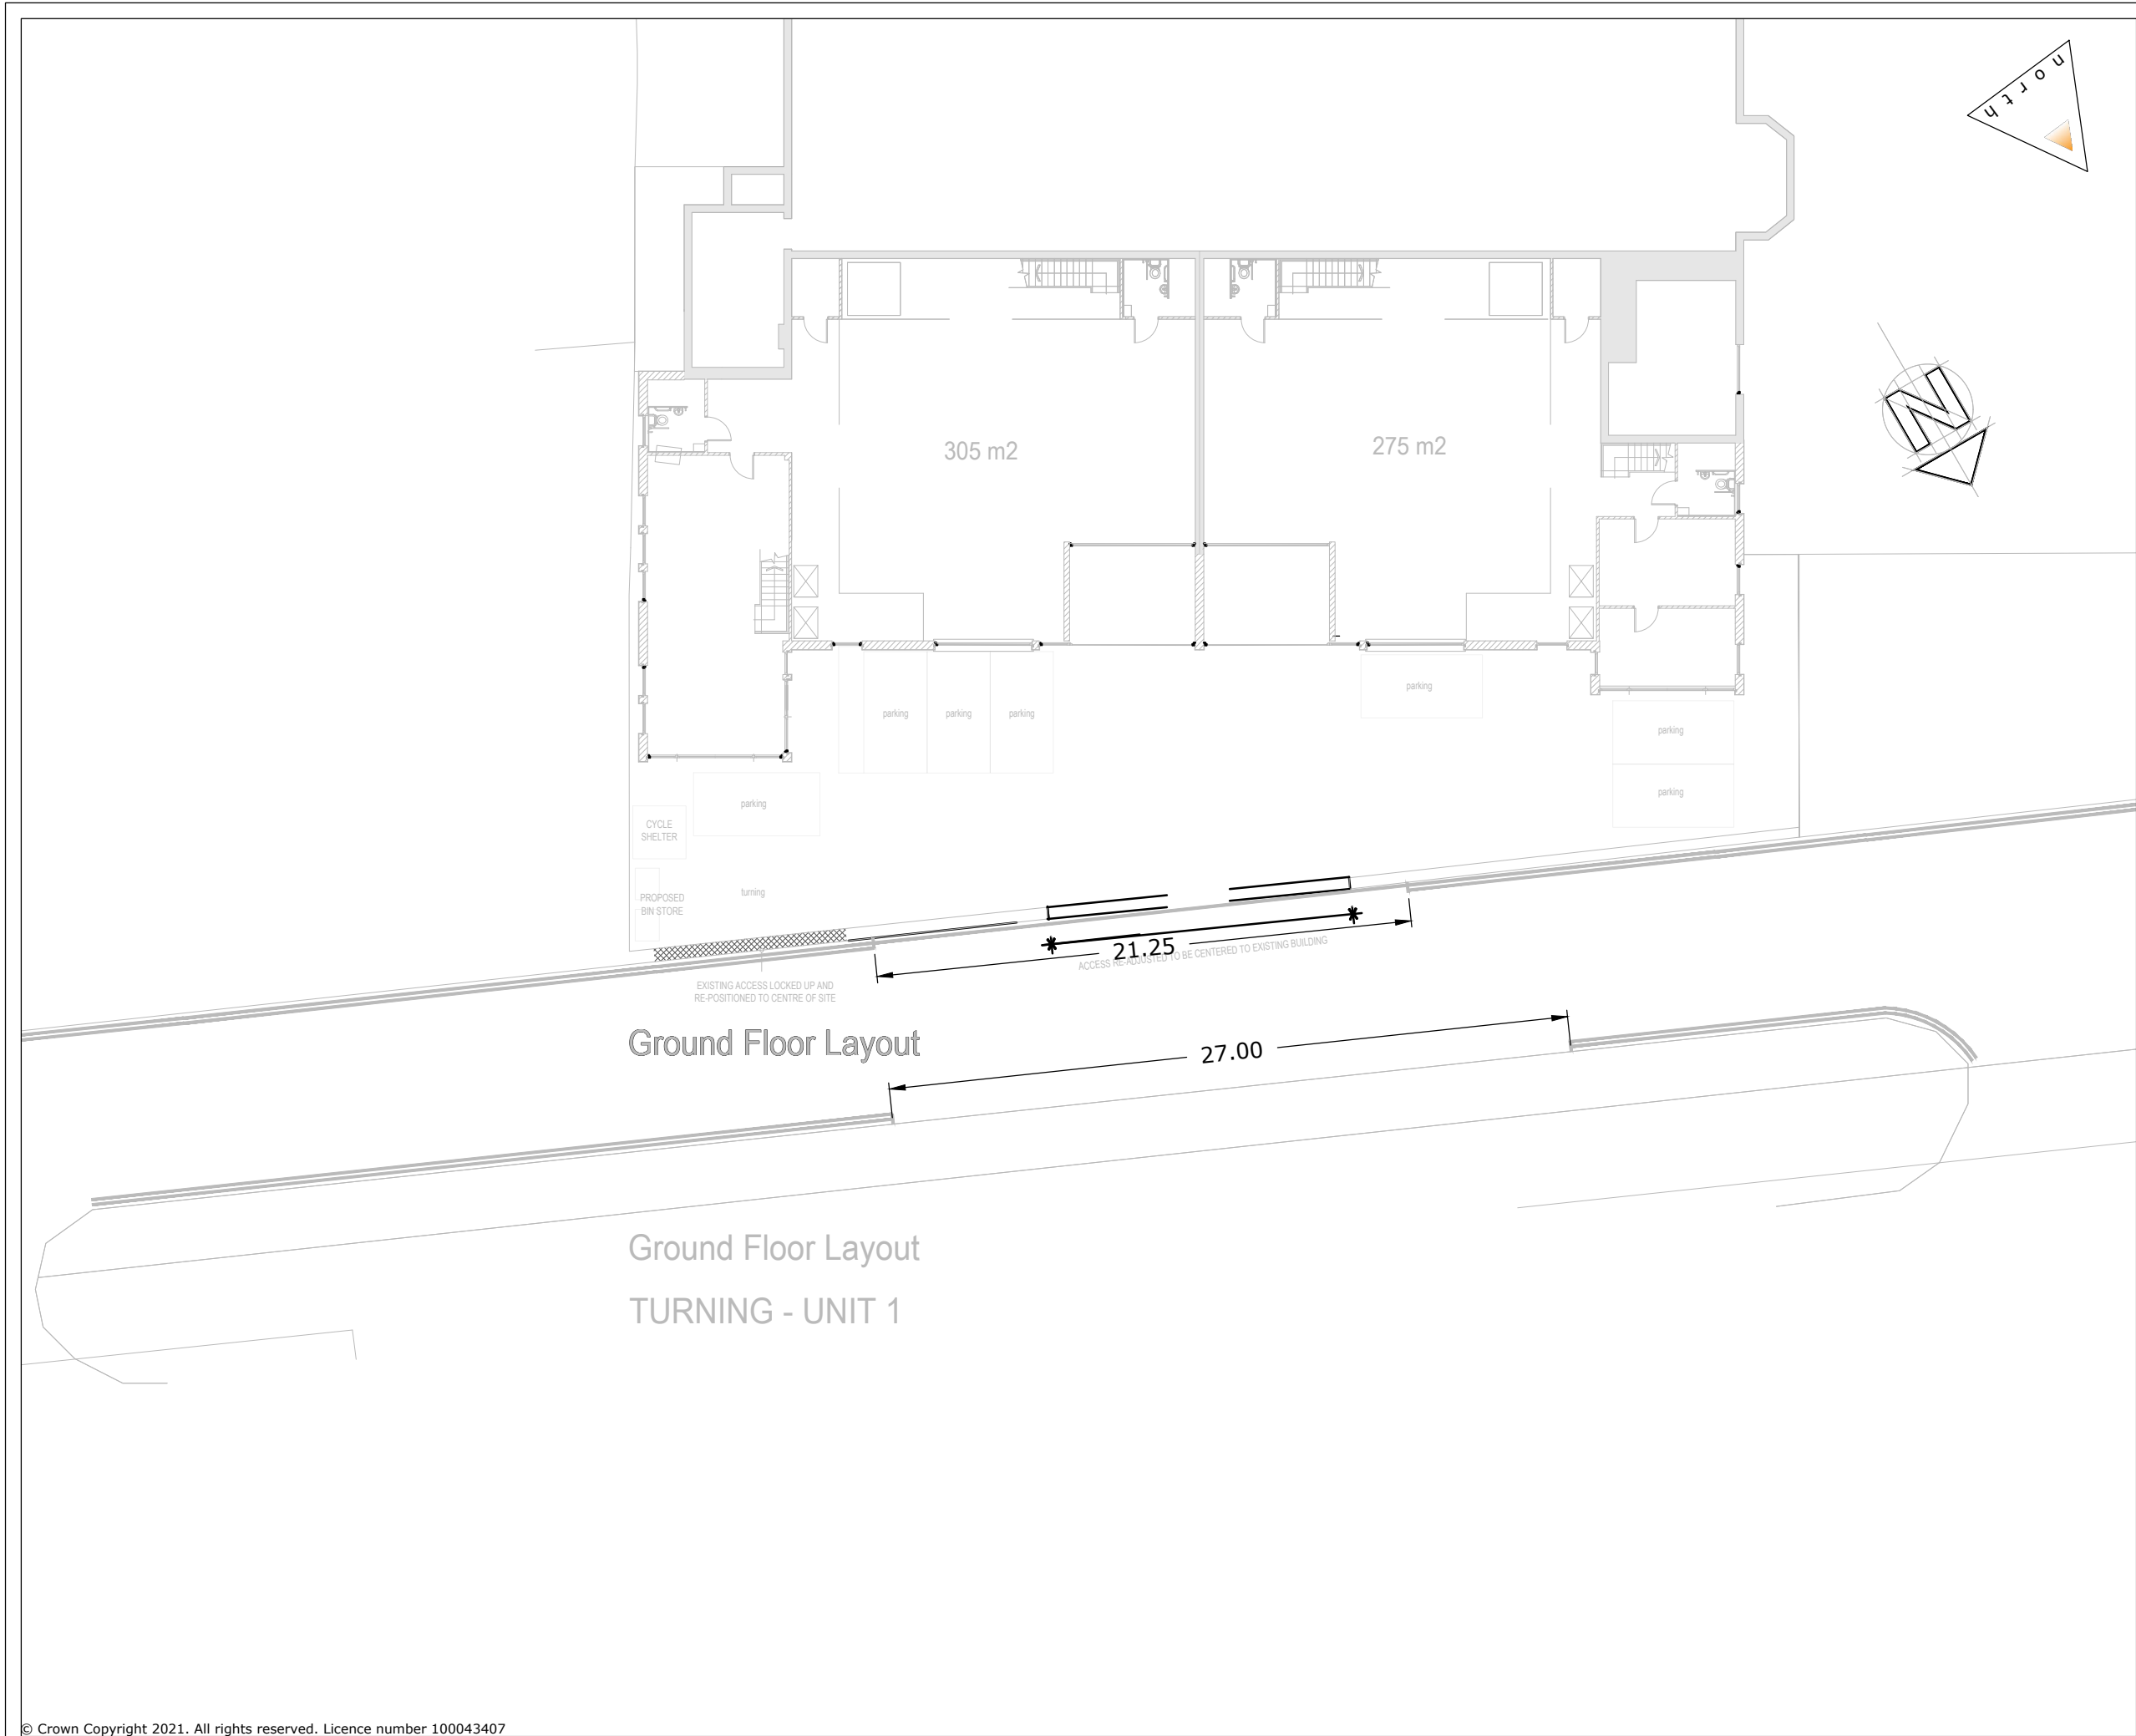 north
N
305 m2
275 m2
parking
parking
parking
parking
parking
parking
parking
CYCLE
SHELTER
PROPOSED
BIN STORE
turning
21.25
ACCESS RE-ADJUSTED TO BE CENTERED TO EXISTING BUILDING
EXISTING ACCESS LOCKED UP AND
RE-POSITIONED TO CENTRE OF SITE
Ground Floor Layout
27.00
Ground Floor Layout
TURNING - UNIT 1
© Crown Copyright 2021. All rights reserved. Licence number 100043407